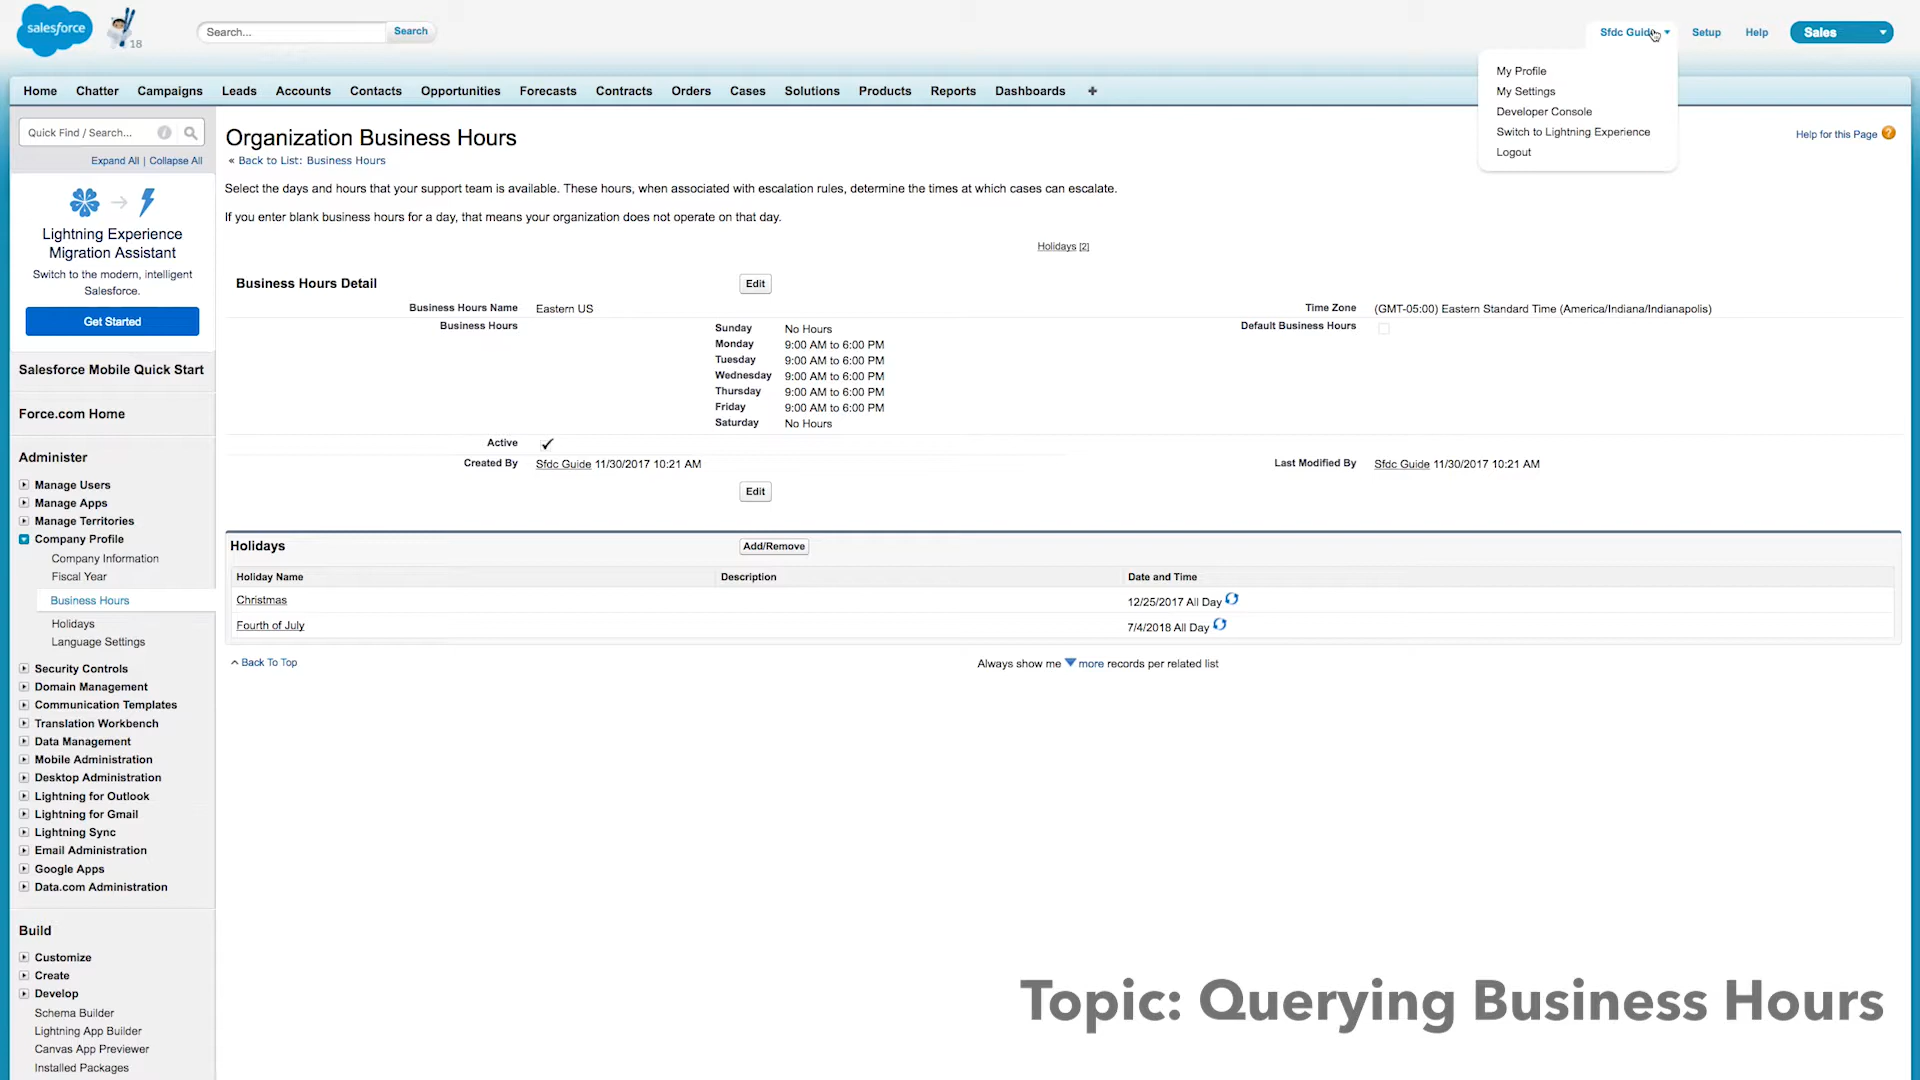 salesforce
18
Search...
Search
Sfdc Guide
Setup
Help
Sales
My Profile
My Settings
Developer Console
Switch to Lightning Experience
Logout
Home Chatter Campaigns Leads Accounts Contacts Opportunities Forecasts Contracts Orders Cases Solutions Products Reports Dashboards +
Quick Find / Search...
Expand All | Collapse All
Lightning Experience
Migration Assistant
Switch to the modern, intelligent
Salesforce.
Get Started
Salesforce Mobile Quick Start
Force.com Home
Administer
Manage Users
Manage Apps
Manage Territories
Company Profile
Company Information
Fiscal Year
Business Hours
Holidays
Language Settings
Security Controls
Domain Management
Communication Templates
Translation Workbench
Data Management
Mobile Administration
Desktop Administration
Lightning for Outlook
Lightning for Gmail
Lightning Sync
Email Administration
Google Apps
Data.com Administration
Build
Customize
Create
Develop
Schema Builder
Lightning App Builder
Canvas App Previewer
Installed Packages
Organization Business Hours
Help for this Page ?
« Back to List: Business Hours
Select the days and hours that your support team is available. These hours, when associated with escalation rules, determine the times at which cases can escalate.
If you enter blank business hours for a day, that means your organization does not operate on that day.
Holidays [2]
Business Hours Detail
Edit
Business Hours Name Eastern US
Time Zone (GMT-05:00) Eastern Standard Time (America/Indiana/Indianapolis)
Business Hours
Default Business Hours
Sunday No Hours
Monday 9:00 AM to 6:00 PM
Tuesday 9:00 AM to 6:00 PM
Wednesday 9:00 AM to 6:00 PM
Thursday 9:00 AM to 6:00 PM
Friday 9:00 AM to 6:00 PM
Saturday No Hours
Active
Created By Sfdc Guide 11/30/2017 10:21 AM
Last Modified By Sfdc Guide 11/30/2017 10:21 AM
Edit
Holidays
Add/Remove
Holiday Name Description Date and Time
Christmas 12/25/2017 All Day
Fourth of July 7/4/2018 All Day
Back To Top
Always show me more records per related list
Topic: Querying Business Hours